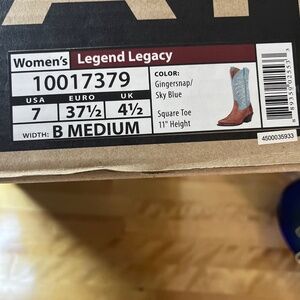 Women's Legend Legacy
10017379
USA EURO UK
7 37½ 4½
WIDTH: B MEDIUM
COLOR:
Gingersnap/
Sky Blue
Square Toe
11" Height
4500035933